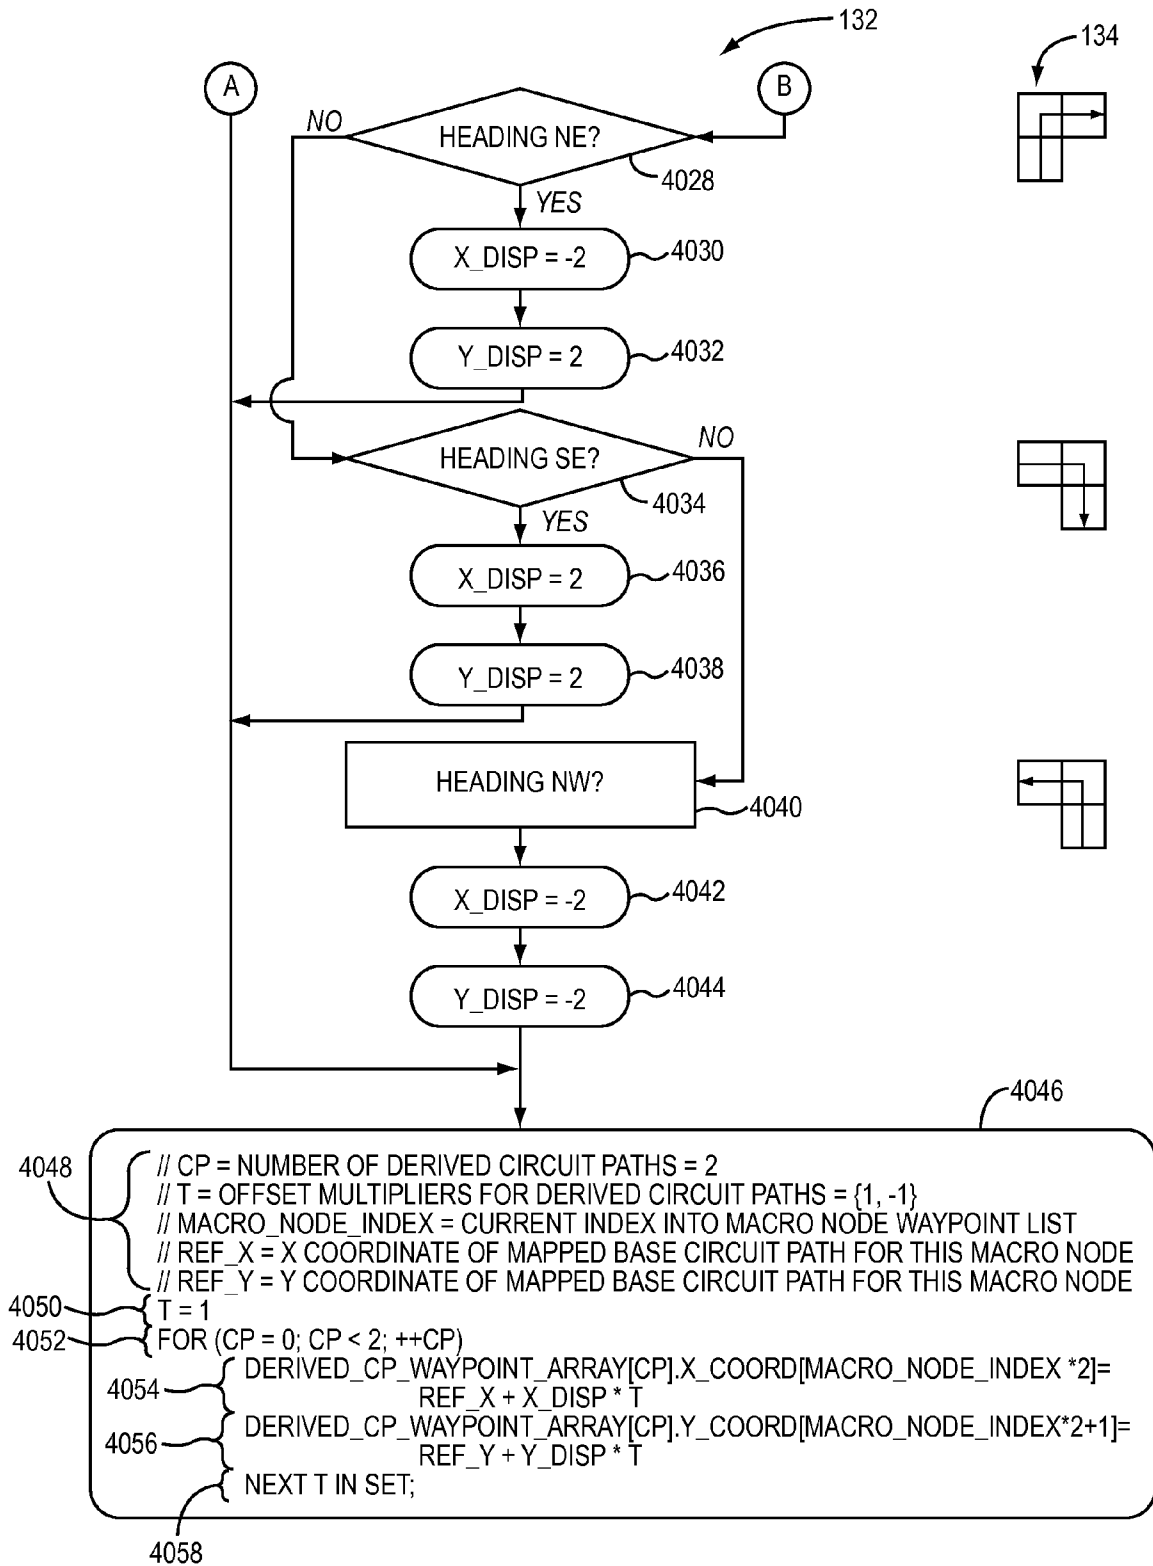 132
134
A
B
NO
HEADING NE?
4028
YES
X_DISP = -2
4030
Y_DISP = 2
4032
NO
HEADING SE?
4034
YES
X_DISP = 2
4036
Y_DISP = 2
4038
HEADING NW?
4040
X_DISP = -2
4042
Y_DISP = -2
4044
4046
4048
// CP = NUMBER OF DERIVED CIRCUIT PATHS = 2
// T = OFFSET MULTIPLIERS FOR DERIVED CIRCUIT PATHS = {1, -1}
// MACRO_NODE_INDEX = CURRENT INDEX INTO MACRO NODE WAYPOINT LIST
// REF_X = X COORDINATE OF MAPPED BASE CIRCUIT PATH FOR THIS MACRO NODE
// REF_Y = Y COORDINATE OF MAPPED BASE CIRCUIT PATH FOR THIS MACRO NODE
4050
T = 1
4052
FOR (CP = 0; CP < 2; ++CP)
4054
DERIVED_CP_WAYPOINT_ARRAY[CP].X_COORD[MACRO_NODE_INDEX *2]=
REF_X + X_DISP * T
4056
DERIVED_CP_WAYPOINT_ARRAY[CP].Y_COORD[MACRO_NODE_INDEX*2+1]=
REF_Y + Y_DISP * T
NEXT T IN SET;
4058